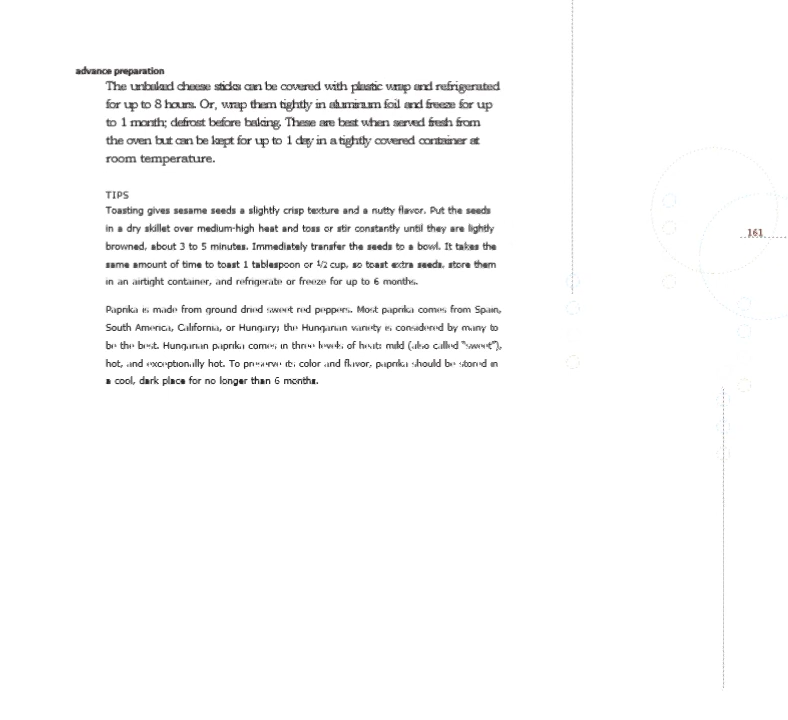 advance preparation
The unbaked cheese sticks can be covered with plastic wrap and refrigerated
for up to 8 hours. Or, wrap them tightly in aluminum foil and freeze for up
to 1 month; defrost before baking. These are best when served fresh from
the oven but can be kept for up to 1 day in a tightly covered container at
room temperature.
TIPS
Toasting gives sesame seeds a slightly crisp texture and a nutty flavor. Put the seeds
in a dry skillet over medium-high heat and toss or stir constantly until they are lightly
browned, about 3 to 5 minutes. Immediately transfer the seeds to a bowl. It takes the
same amount of time to toast 1 tablespoon or 1/2 cup, so toast extra seeds, store them
in an airtight container, and refrigerate or freeze for up to 6 months.
Paprika is made from ground dried sweet red peppers. Most paprika comes from Spain,
South America, California, or Hungary; the Hungarian variety is considered by many to
be the best. Hungarian paprika comes in three levels of heat: mild (also called "sweet"),
hot, and exceptionally hot. To preserve its color and flavor, paprika should be stored in
a cool, dark place for no longer than 6 months.
161